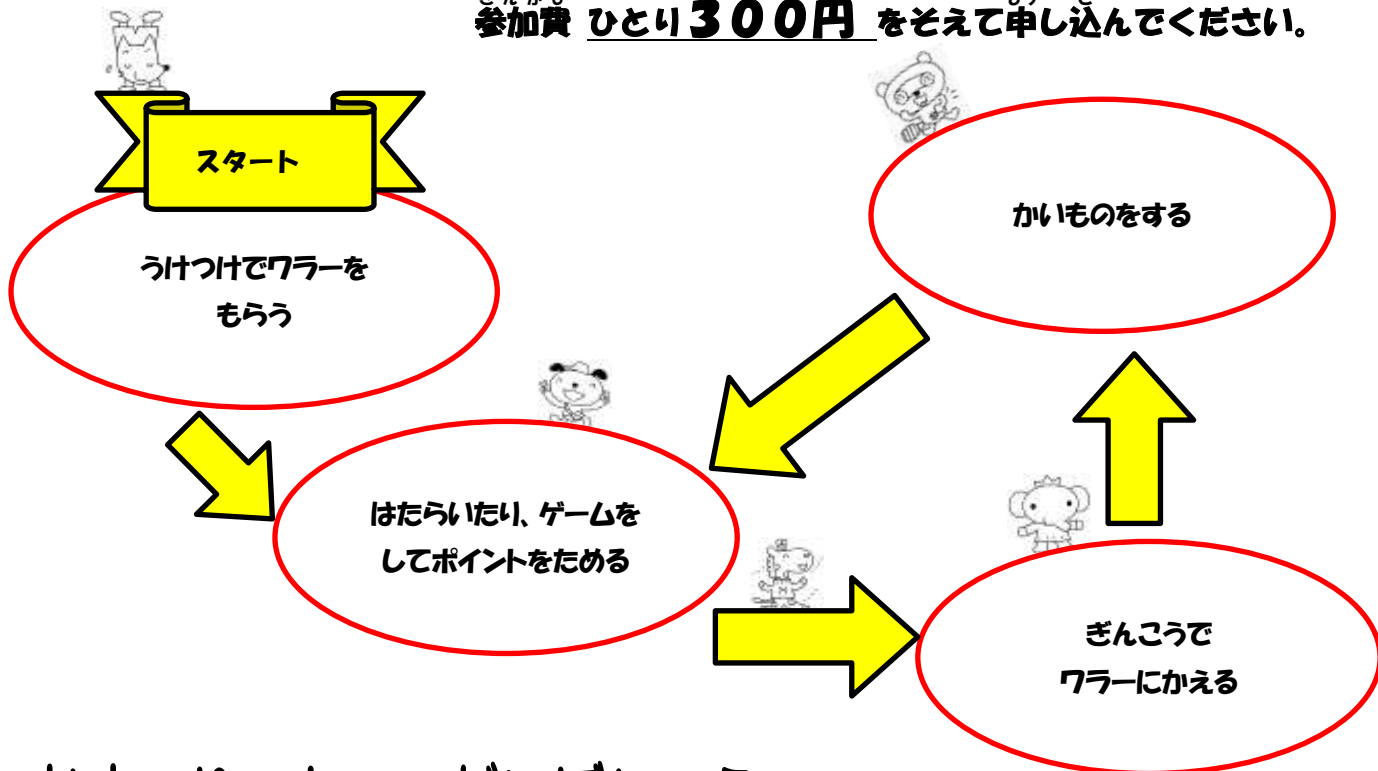 参加費 ひとり３００円 をそえて申し込んでください。
スタート
うけつけでワラーを
もらう
かいものをする
はたらいたり、ゲームを
してポイントをためる
ぎんこうで
ワラーにかえる